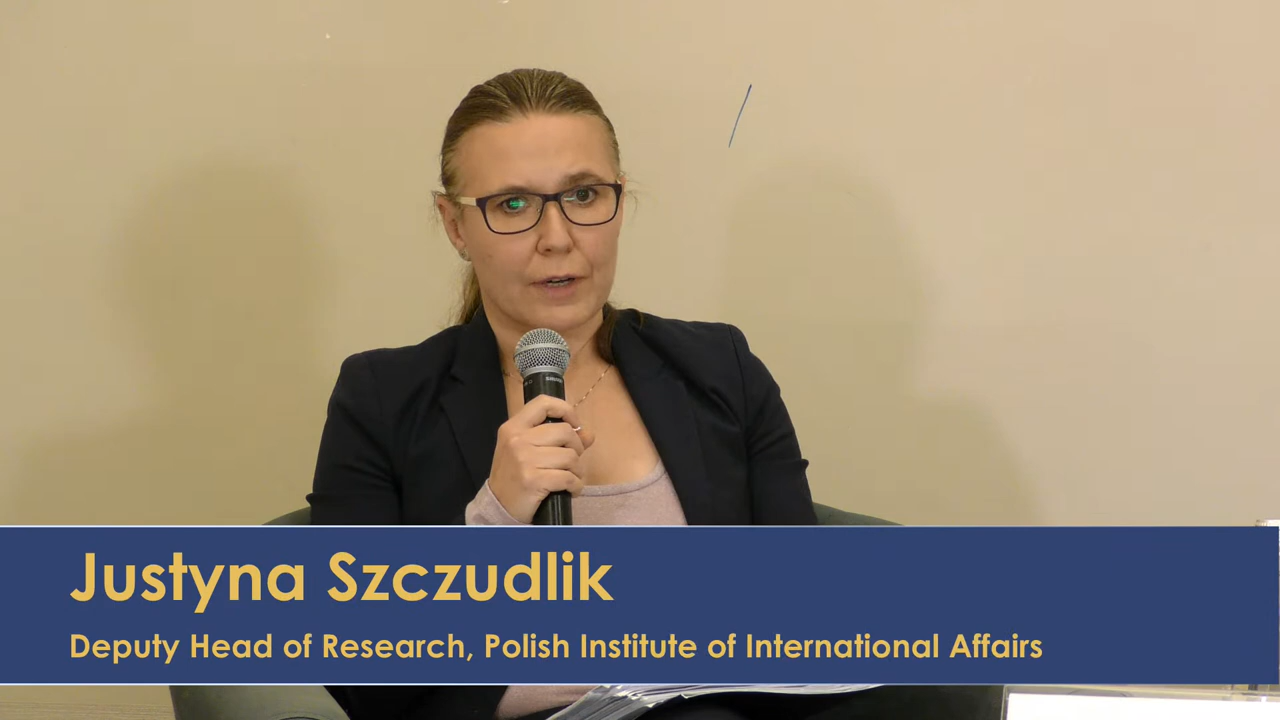 Justyna Szczudlik
Deputy Head of Research, Polish Institute of International Affairs